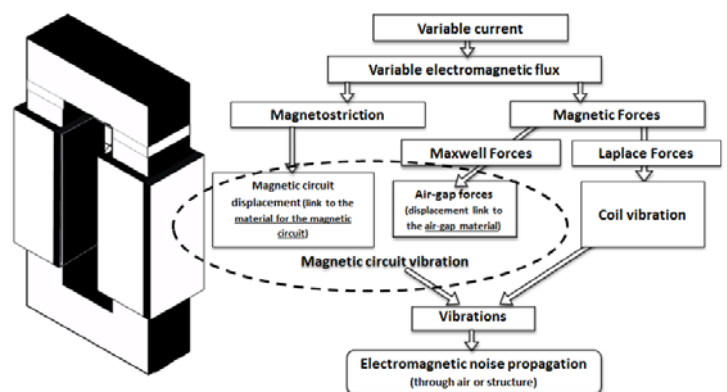 Variable current
Variable electromagnetic flux
Magnetostriction
Magnetic Forces
Maxwell Forces
Laplace Forces
Magnetic circuit
displacement (link to the
material for the magnetic
circuit)
Air-gap forces
(displacement link to
the air-gap material)
Coil vibration
Magnetic circuit vibration
Vibrations
Electromagnetic noise propagation
(through air or structure)